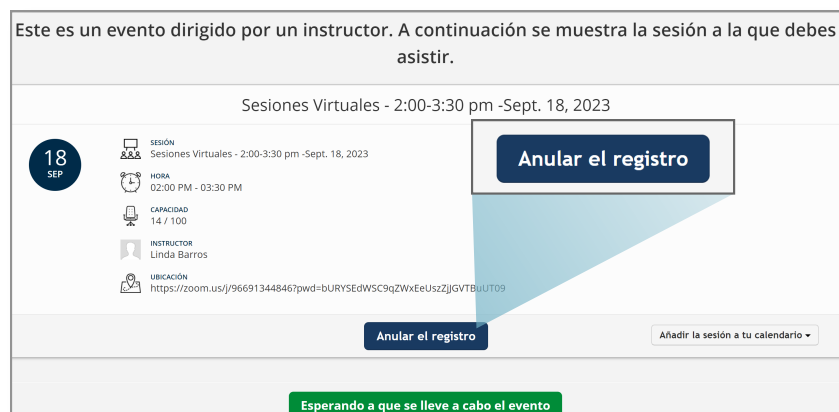 Este es un evento dirigido por un instructor. A continuación se muestra la sesión a la que debes
asistir.
Sesiones Virtuales - 2:00-3:30 pm -Sept. 18, 2023
18
SEP
SESIÓN
Sesiones Virtuales - 2:00-3:30 pm -Sept. 18, 2023
HORA
02:00 PM - 03:30 PM
CAPACIDAD
14 / 100
INSTRUCTOR
Linda Barros
UBICACIÓN
https://zoom.us/j/96691344846?pwd=bURYSEdWSC9qZWxEeUszZjJGVTBuUT09
Anular el registro
Anular el registro
Añadir la sesión a tu calendario
Esperando a que se lleve a cabo el evento